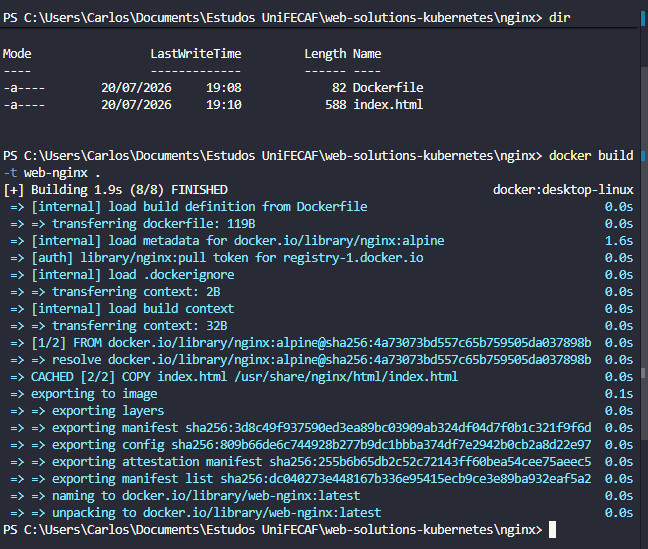 PS C:\Users\Carlos\Documents\Estudos UniFECAF\web-solutions-kubernetes\nginx> dir
Mode LastWriteTime Length Name
---- ------------- ------ ----
-a---- 20/07/2026 19:08 82 Dockerfile
-a---- 20/07/2026 19:10 588 index.html
PS C:\Users\Carlos\Documents\Estudos UniFECAF\web-solutions-kubernetes\nginx> docker build
-t web-nginx .
[+] Building 1.9s (8/8) FINISHED docker:desktop-linux
=> [internal] load build definition from Dockerfile 0.0s
=> => transferring dockerfile: 119B 0.0s
=> [internal] load metadata for docker.io/library/nginx:alpine 1.6s
=> [auth] library/nginx:pull token for registry-1.docker.io 0.0s
=> [internal] load .dockerignore 0.0s
=> => transferring context: 2B 0.0s
=> [internal] load build context 0.0s
=> => transferring context: 32B 0.0s
=> [1/2] FROM docker.io/library/nginx:alpine@sha256:4a73073bd557c65b759505da037898b 0.0s
=> => resolve docker.io/library/nginx:alpine@sha256:4a73073bd557c65b759505da037898b 0.0s
=> CACHED [2/2] COPY index.html /usr/share/nginx/html/index.html 0.0s
=> exporting to image 0.1s
=> => exporting layers 0.0s
=> => exporting manifest sha256:3d8c49f937590ed3ea89bc03909ab324df04d7f0b1c321f9f6d 0.0s
=> => exporting config sha256:809b66de6c744928b277b9dc1bbba374df7e2942b0cb2a8d22e97 0.0s
=> => exporting attestation manifest sha256:255b6b65db2c52c72143ff60bea54cee75aeec5 0.0s
=> => exporting manifest list sha256:dc040273e448167b336e95415ecb9ce3e89ba932eaf5a2 0.0s
=> => naming to docker.io/library/web-nginx:latest 0.0s
=> => unpacking to docker.io/library/web-nginx:latest 0.0s
PS C:\Users\Carlos\Documents\Estudos UniFECAF\web-solutions-kubernetes\nginx>